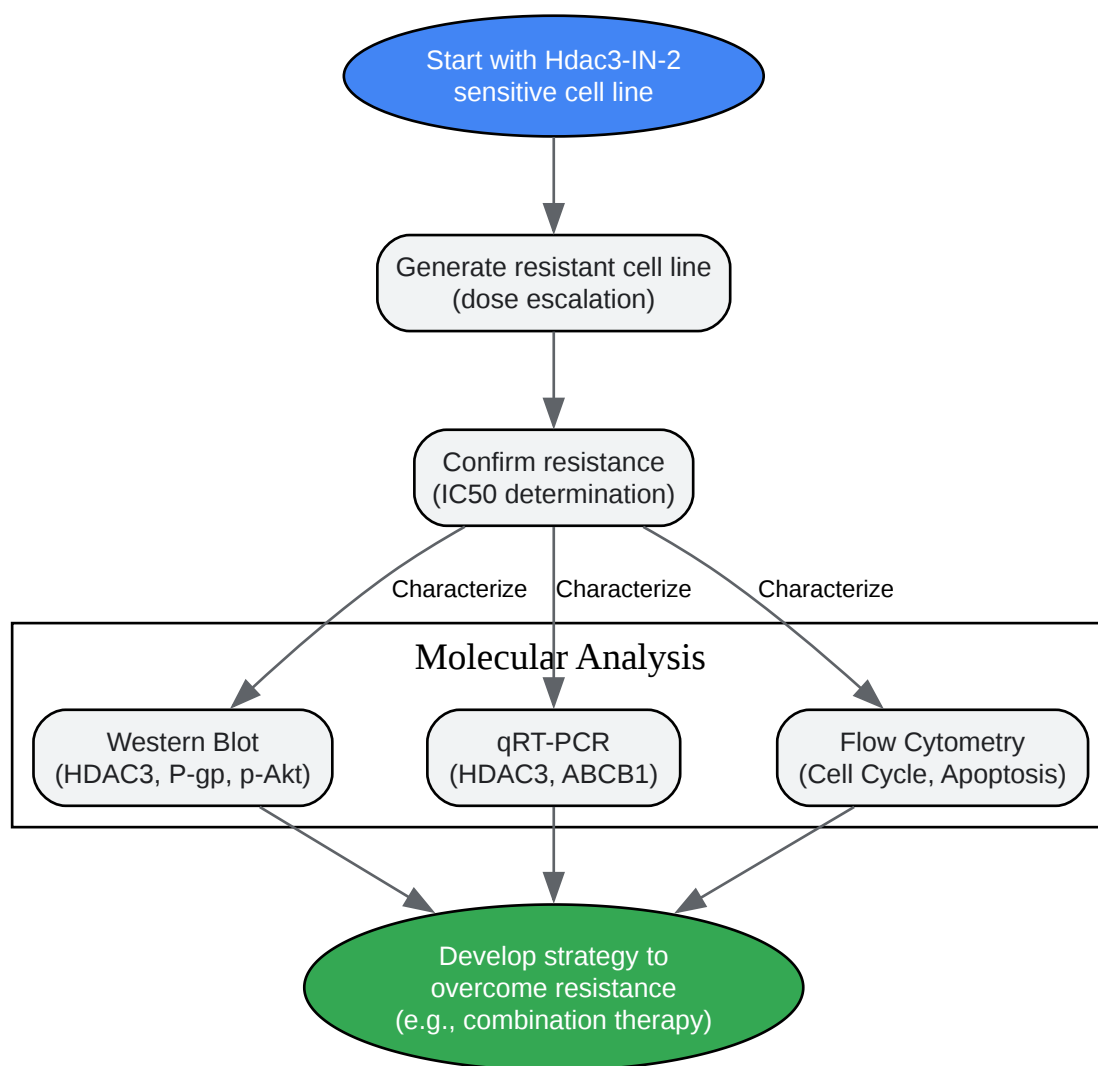 Start with Hdac3-IN-2
sensitive cell line
Generate resistant cell line
(dose escalation)
Confirm resistance
(IC50 determination)
Characterize
Characterize
Characterize
Molecular Analysis
Western Blot
(HDAC3, P-gp, p-Akt)
qRT-PCR
(HDAC3, ABCB1)
Flow Cytometry
(Cell Cycle, Apoptosis)
Develop strategy to
overcome resistance
(e.g., combination therapy)